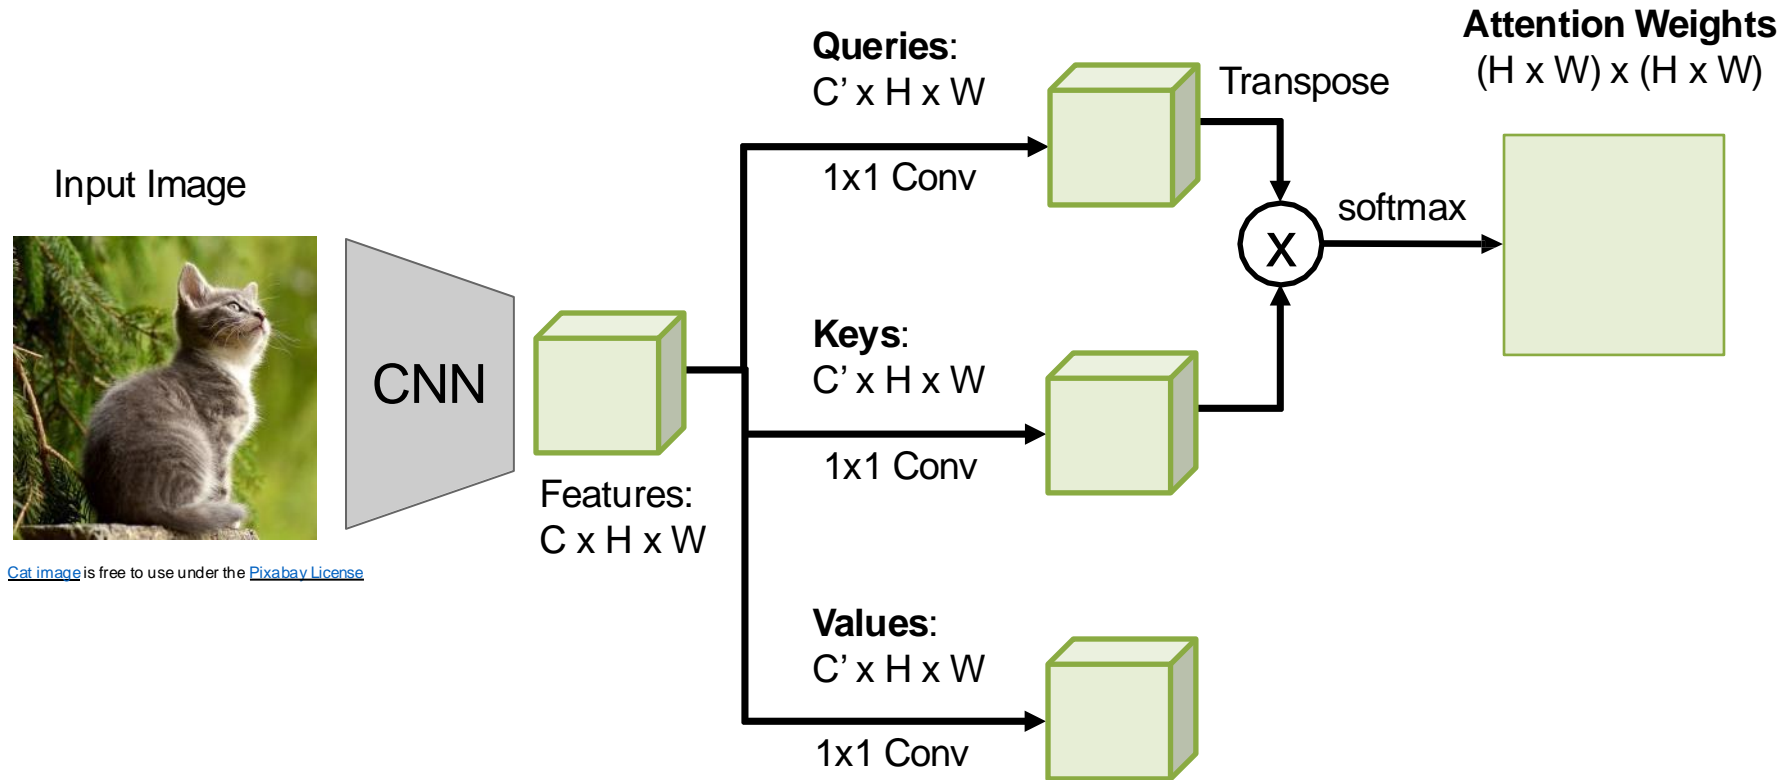 Input Image
Cat image is free to use under the Pixabay License
CNN
Features:
C x H x W
Queries:
C’ x H x W
1x1 Conv
Keys:
C’ x H x W
1x1 Conv
Values:
C’ x H x W
1x1 Conv
Transpose
X
softmax
Attention Weights
(H x W) x (H x W)